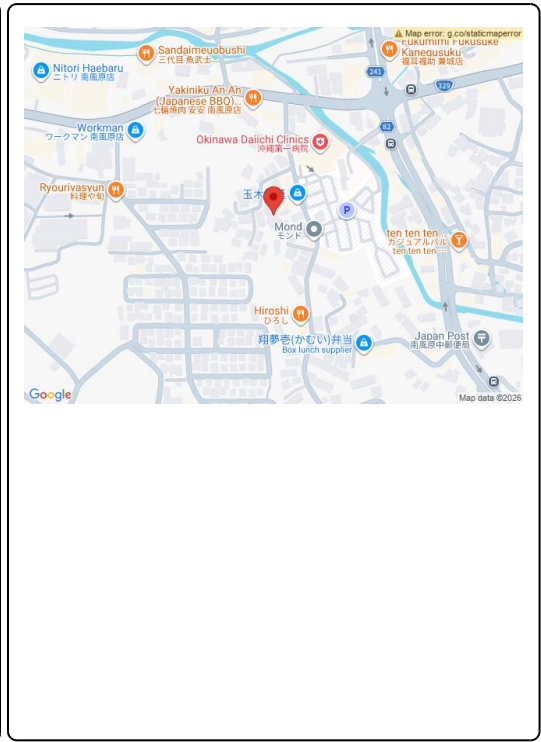 ⚠ Map error: g.co/staticmaperror
Sandaimeuobushi
三代目 魚武士
Fukumimi Fukusuke
Kanegusuku
福耳福助 兼城店
Nitori Haebaru
ニトリ 南風原店
241
329
Yakiniku An-An
(Japanese BBQ)...
七輪焼肉 安安 南風原店
Workman
ワークマン 南風原店
82
Okinawa Daiichi Clinics
沖縄第一病院
Ryourivasyun
料理や旬
玉木
P
Mond
モンド
ten ten ten...
カジュアルバル
ten ten ten...
Hiroshi
ひろし
翔夢壱(かむい)弁当
Box lunch supplier
Japan Post
南風原中郵便局
Google
Map data ©2026